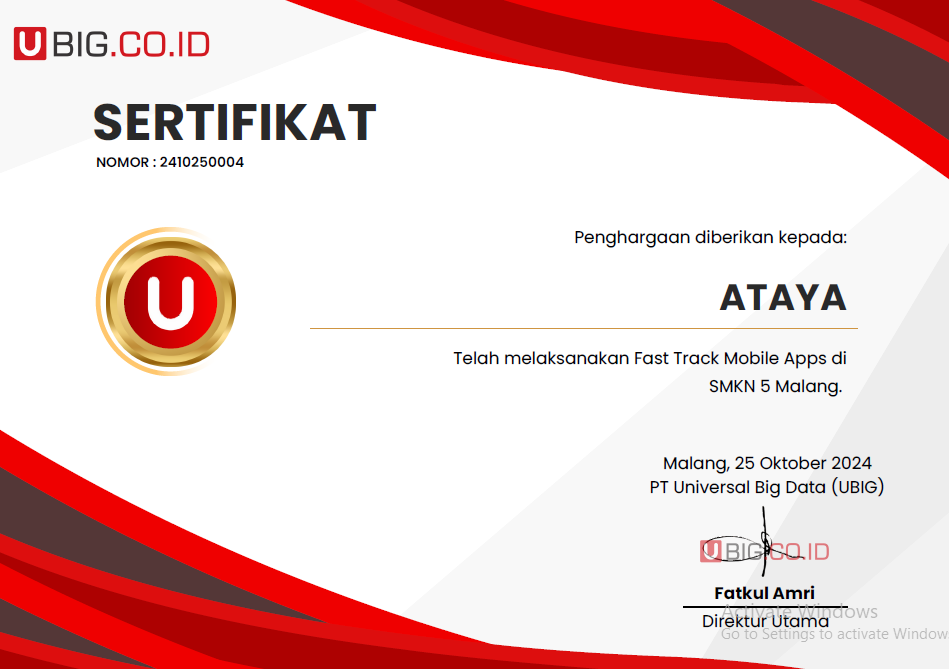 UBIG.CO.ID
SERTIFIKAT
NOMOR : 2410250004
Penghargaan diberikan kepada:
U
ATAYA
Telah melaksanakan Fast Track Mobile Apps di
SMKN 5 Malang.
Malang, 25 Oktober 2024
PT Universal Big Data (UBIG)
UBIG.CO.ID
Fatkul Amri
Activate Windows
Direktur Utama
Go to Settings to activate Window